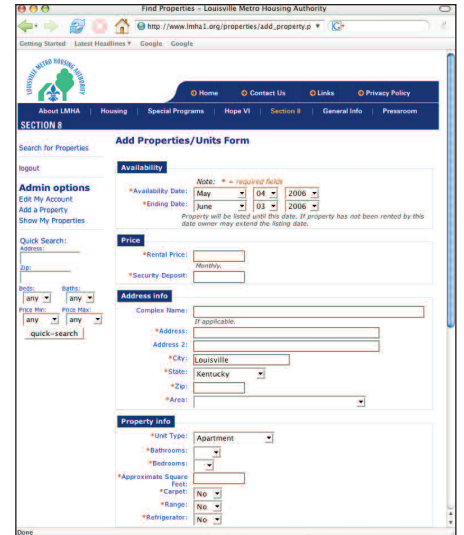 Find Properties – Louisville Metro Housing Authority
http://www.lmha1.org/properties/add_property.p
Getting Started Latest Headlines Google Google
LOUISVILLE METRO HOUSING AUTHORITY
Home Contact Us Links Privacy Policy
About LMHA | Housing | Special Programs | Hope VI | Section 8 | General Info | Pressroom
SECTION 8
Search for Properties
logout
Admin options
Edit My Account
Add a Property
Show My Properties
Quick Search:
Address:
Zip:
Beds: Baths:
any any
Price Min: Price Max:
any any
quick-search
Add Properties/Units Form
Availability
Note: * = required fields
*Availability Date: May 04 2006
*Ending Date: June 03 2006
Property will be listed until this date. If property has not been rented by this
date owner may extend the listing date.
Price
*Rental Price:
Monthly.
*Security Deposit:
Address info
Complex Name:
If applicable.
*Address:
Address 2:
*City: Louisville
*State: Kentucky
*Zip:
*Area:
Property info
*Unit Type: Apartment
*Bathrooms:
*Bedrooms:
*Approximate Square
Feet:
*Carpet: No
*Range: No
*Refrigerator: No
Done